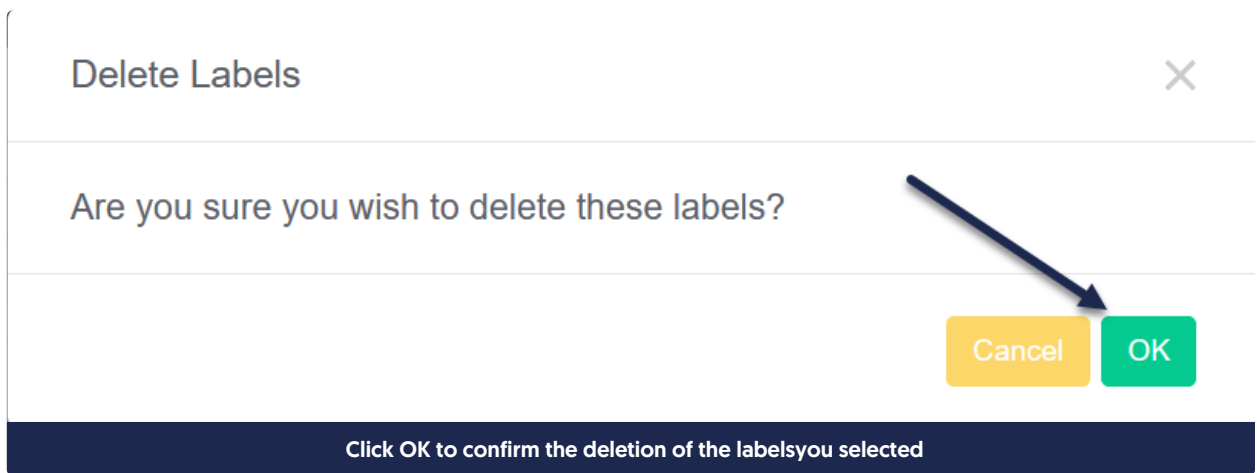 Delete Labels
Are you sure you wish to delete these labels?
Cancel OK
Click OK to confirm the deletion of the labelsyou selected